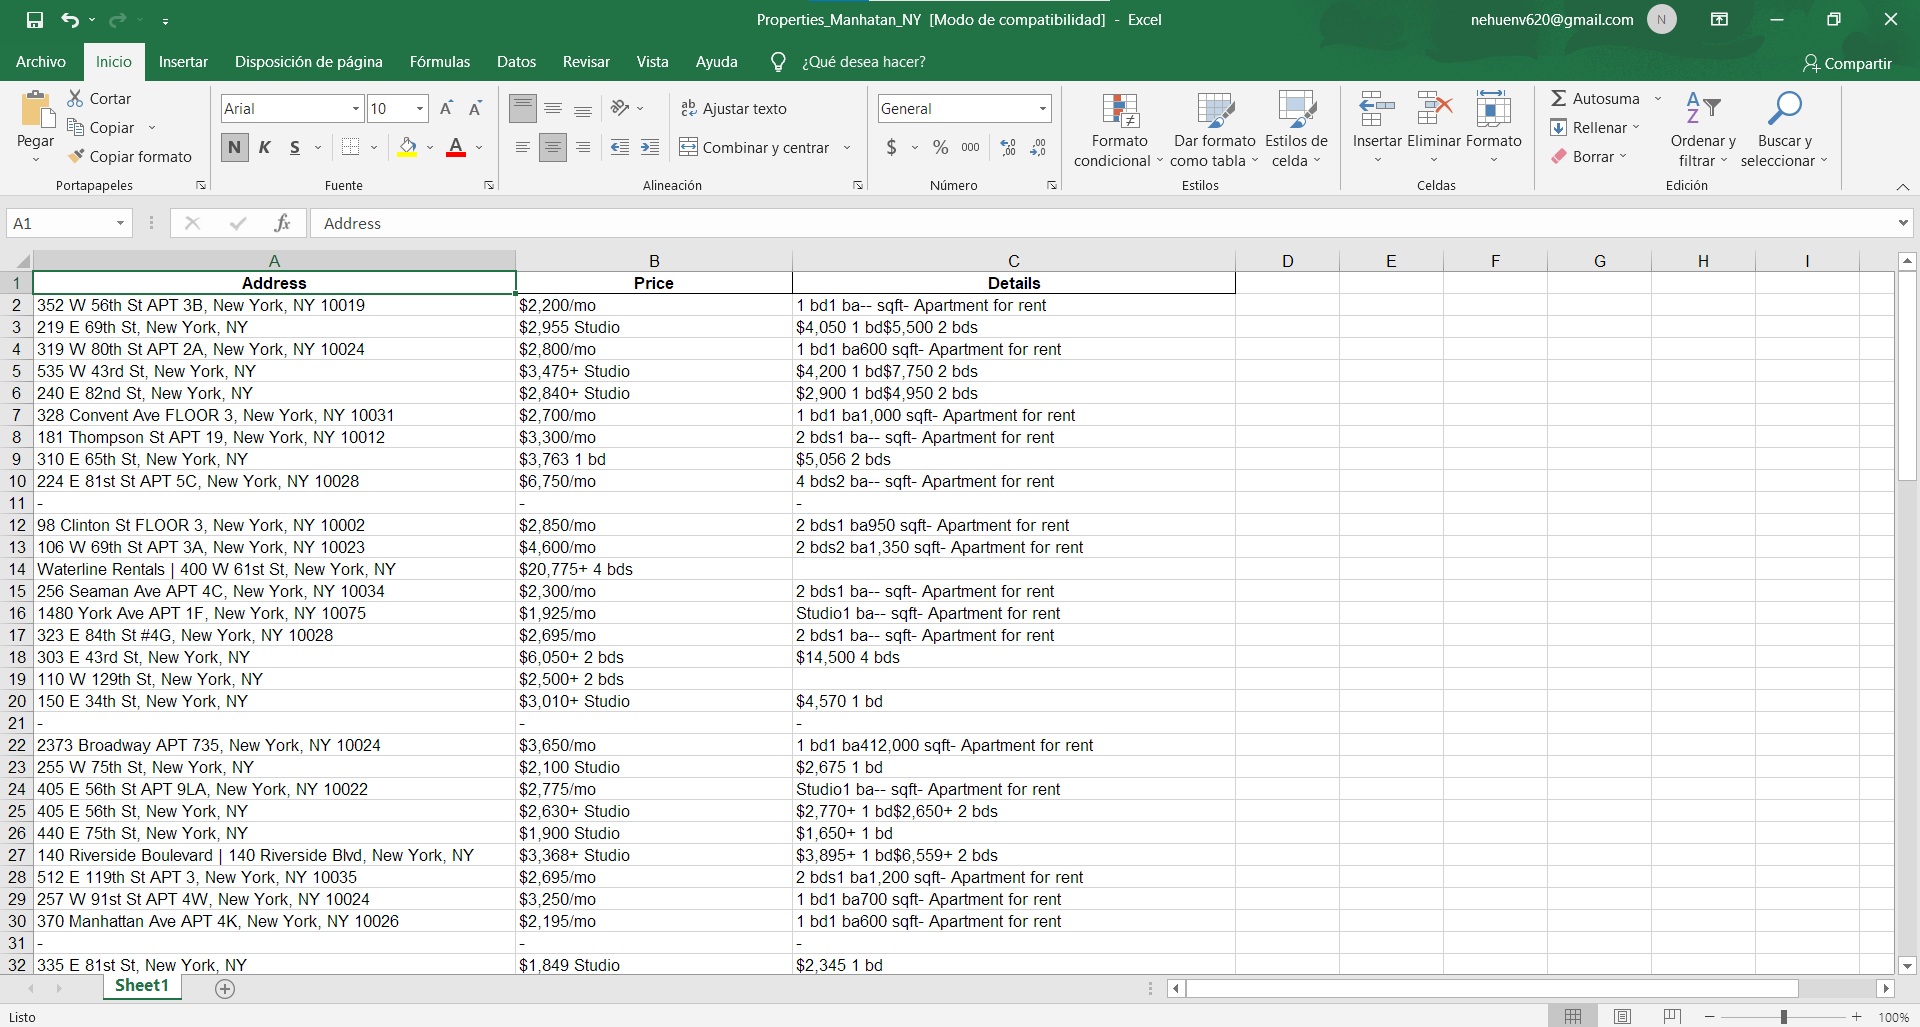 Properties_Manhatan_NY [Modo de compatibilidad] - Excel
nehuenv620@gmail.com
N
Archivo Inicio Insertar Disposición de página Fórmulas Datos Revisar Vista Ayuda ¿Qué desea hacer? Compartir
Pegar
Cortar
Copiar
Copiar formato
Portapapeles
Arial 10
N K S
Fuente
Ajustar texto
Combinar y centrar
Alineación
General
$ % 000
Número
Formato condicional
Dar formato como tabla
Estilos de celda
Estilos
Insertar Eliminar Formato
Celdas
Autosuma
Rellenar
Borrar
Ordenar y filtrar
Buscar y seleccionar
Edición
A1 fx Address
A B C D E F G H I
1 Address Price Details
2 352 W 56th St APT 3B, New York, NY 10019 $2,200/mo 1 bd1 ba-- sqft- Apartment for rent
3 219 E 69th St, New York, NY $2,955 Studio $4,050 1 bd$5,500 2 bds
4 319 W 80th St APT 2A, New York, NY 10024 $2,800/mo 1 bd1 ba600 sqft- Apartment for rent
5 535 W 43rd St, New York, NY $3,475+ Studio $4,200 1 bd$7,750 2 bds
6 240 E 82nd St, New York, NY $2,840+ Studio $2,900 1 bd$4,950 2 bds
7 328 Convent Ave FLOOR 3, New York, NY 10031 $2,700/mo 1 bd1 ba1,000 sqft- Apartment for rent
8 181 Thompson St APT 19, New York, NY 10012 $3,300/mo 2 bds1 ba-- sqft- Apartment for rent
9 310 E 65th St, New York, NY $3,763 1 bd $5,056 2 bds
10 224 E 81st St APT 5C, New York, NY 10028 $6,750/mo 4 bds2 ba-- sqft- Apartment for rent
11 - - -
12 98 Clinton St FLOOR 3, New York, NY 10002 $2,850/mo 2 bds1 ba950 sqft- Apartment for rent
13 106 W 69th St APT 3A, New York, NY 10023 $4,600/mo 2 bds2 ba1,350 sqft- Apartment for rent
14 Waterline Rentals | 400 W 61st St, New York, NY $20,775+ 4 bds
15 256 Seaman Ave APT 4C, New York, NY 10034 $2,300/mo 2 bds1 ba-- sqft- Apartment for rent
16 1480 York Ave APT 1F, New York, NY 10075 $1,925/mo Studio1 ba-- sqft- Apartment for rent
17 323 E 84th St #4G, New York, NY 10028 $2,695/mo 2 bds1 ba-- sqft- Apartment for rent
18 303 E 43rd St, New York, NY $6,050+ 2 bds $14,500 4 bds
19 110 W 129th St, New York, NY $2,500+ 2 bds
20 150 E 34th St, New York, NY $3,010+ Studio $4,570 1 bd
21 - - -
22 2373 Broadway APT 735, New York, NY 10024 $3,650/mo 1 bd1 ba412,000 sqft- Apartment for rent
23 255 W 75th St, New York, NY $2,100 Studio $2,675 1 bd
24 405 E 56th St APT 9LA, New York, NY 10022 $2,775/mo Studio1 ba-- sqft- Apartment for rent
25 405 E 56th St, New York, NY $2,630+ Studio $2,770+ 1 bd$2,650+ 2 bds
26 440 E 75th St, New York, NY $1,900 Studio $1,650+ 1 bd
27 140 Riverside Boulevard | 140 Riverside Blvd, New York, NY $3,368+ Studio $3,895+ 1 bd$6,559+ 2 bds
28 512 E 119th St APT 3, New York, NY 10035 $2,695/mo 2 bds1 ba1,200 sqft- Apartment for rent
29 257 W 91st St APT 4W, New York, NY 10024 $3,250/mo 1 bd1 ba700 sqft- Apartment for rent
30 370 Manhattan Ave APT 4K, New York, NY 10026 $2,195/mo 1 bd1 ba600 sqft- Apartment for rent
31 - - -
32 335 E 81st St, New York, NY $1,849 Studio $2,345 1 bd
Sheet1
Listo 100%